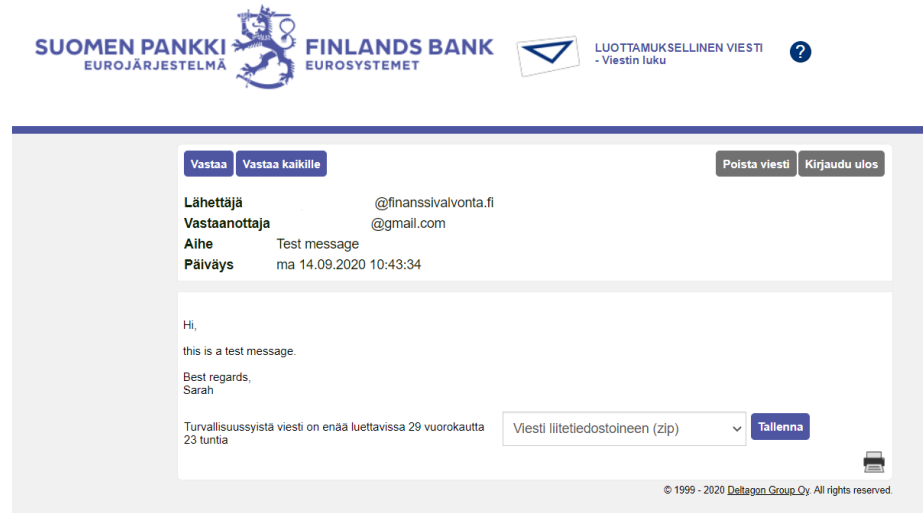 SUOMEN PANKKI
EUROJÄRJESTELMÄ
FINLANDS BANK
EUROSYSTEMET
LUOTTAMUKSELLINEN VIESTI
- Viestin luku
?
Vastaa Vastaa kaikille Poista viesti Kirjaudu ulos
Lähettäjä @finanssivalvonta.fi
Vastaanottaja @gmail.com
Aihe Test message
Päiväys ma 14.09.2020 10:43:34
Hi,
this is a test message.
Best regards,
Sarah
Turvallisuussyistä viesti on enää luettavissa 29 vuorokautta
23 tuntia
Viesti liitetiedostoineen (zip) Tallenna
© 1999 - 2020 Deltagon Group Oy. All rights reserved.